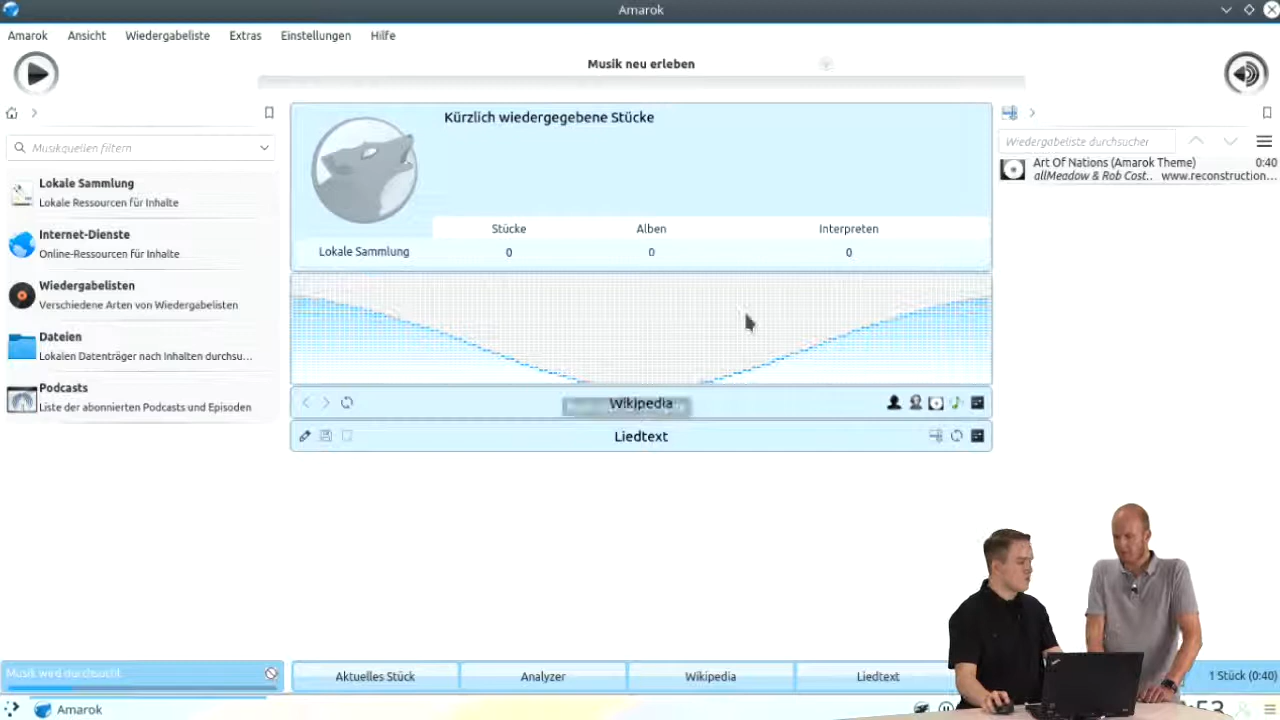 Amarok
Amarok Ansicht Wiedergabeliste Extras Einstellungen Hilfe
Musik neu erleben
Musikquellen filtern
Lokale Sammlung
Lokale Ressourcen für Inhalte
Internet-Dienste
Online-Ressourcen für Inhalte
Wiedergabelisten
Verschiedene Arten von Wiedergabelisten
Dateien
Lokalen Datenträger nach Inhalten durchsu...
Podcasts
Liste der abonnierten Podcasts und Episoden
Kürzlich wiedergegebene Stücke
Stücke Alben Interpreten
Lokale Sammlung 0 0 0
Wikipedia
Liedtext
Wiedergabeliste durchsuchen
Art Of Nations (Amarok Theme) 0:40
allMeadow & Rob Cost.. www.reconstruction...
Musik wird durchsucht
Aktuelles Stück Analyzer Wikipedia Liedtext
1 Stück (0:40)
Amarok